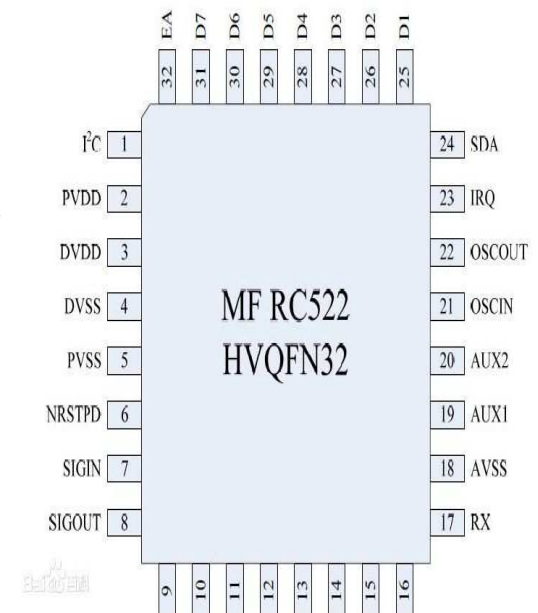 EA D7 D6 D5 D4 D3 D2 D1
32 31 30 29 28 27 26 25
I²C 1
24 SDA
PVDD 2
23 IRQ
DVDD 3
22 OSCOUT
DVSS 4
21 OSCIN
MF RC522
HVQFN32
PVSS 5
20 AUX2
NRSTPD 6
19 AUX1
SIGIN 7
18 AVSS
SIGOUT 8
17 RX
9 10 11 12 13 14 15 16